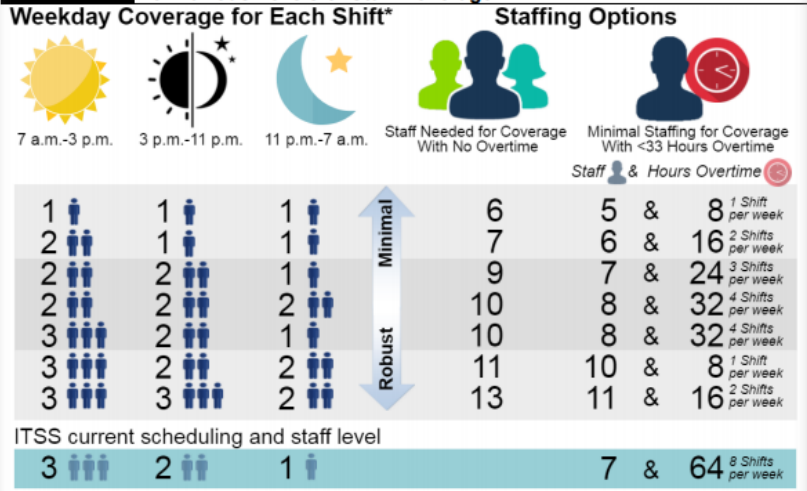 Weekday Coverage for Each Shift* Staffing Options
7 a.m.-3 p.m. 3 p.m.-11 p.m. 11 p.m.-7 a.m.
Staff Needed for Coverage
With No Overtime
Minimal Staffing for Coverage
With <33 Hours Overtime
Staff & Hours Overtime
Minimal
Robust
1 1 1 6 5 & 8 1 Shift per week
2 1 1 7 6 & 16 2 Shifts per week
2 2 1 9 7 & 24 3 Shifts per week
2 2 2 10 8 & 32 4 Shifts per week
3 2 1 10 8 & 32 4 Shifts per week
3 2 2 11 10 & 8 1 Shift per week
3 3 2 13 11 & 16 2 Shifts per week
ITSS current scheduling and staff level
3 2 1 7 & 64 8 Shifts per week